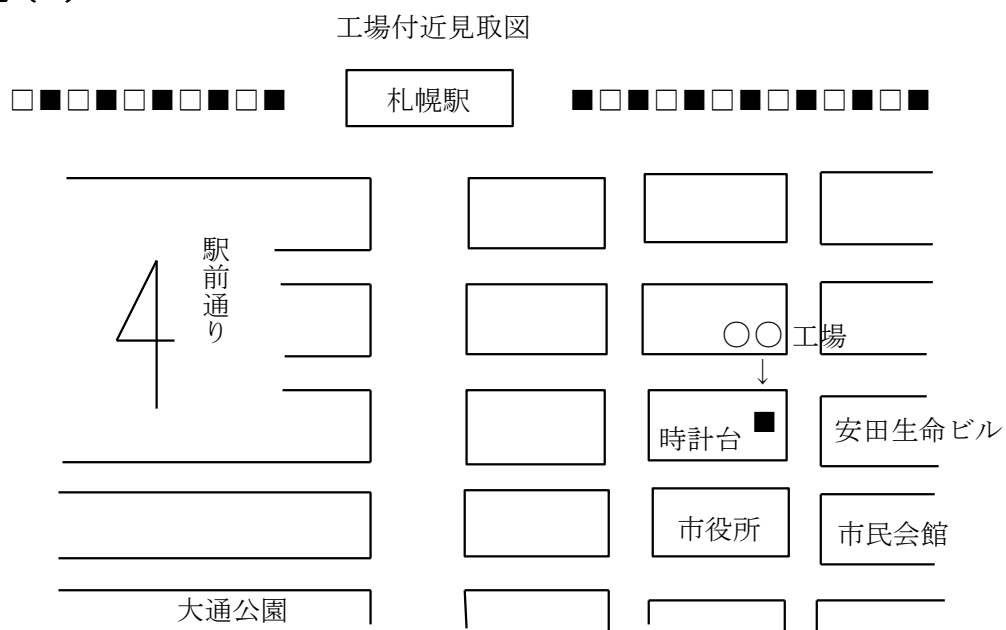 工場付近見取図
札幌駅
駅前通り
○○工場
↓
時計台
安田生命ビル
市役所
市民会館
大通公園